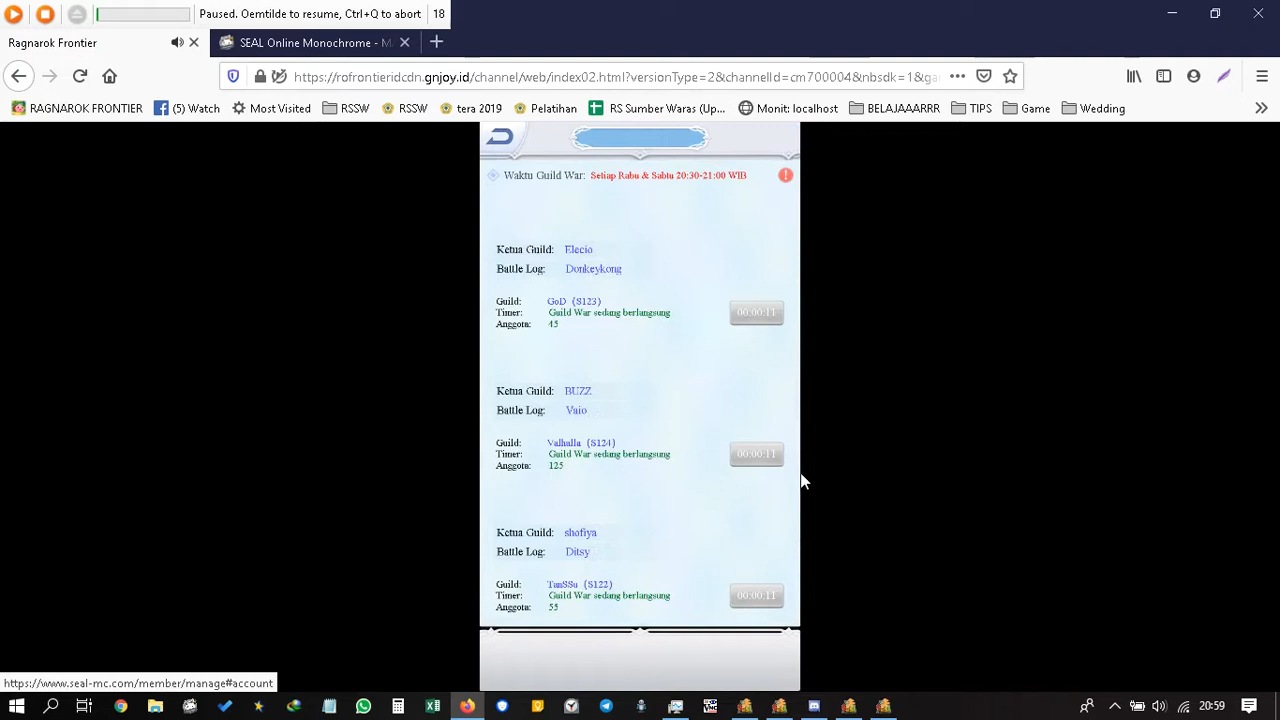 Paused. Oemtilde to resume, Ctrl+Q to abort 18
Ragnarok Frontier
SEAL Online Monochrome - M
https://rofrontieridcdn.gnjoy.id/channel/web/index02.html?versionType=2&channelId=cm700004&nbsdk=1&ga
RAGNAROK FRONTIER (5) Watch Most Visited RSSW RSSW tera 2019 Pelatihan RS Sumber Waras (Up... Monit: localhost BELAJAAARRR TIPS Game Wedding
Waktu Guild War: Setiap Rabu & Sabtu 20:30-21:00 WIB
Ketua Guild: Elecio
Battle Log: Donkeykong
Guild: GoD (S123)
Timer: Guild War sedang berlangsung
00:00:11
Anggota: 45
Ketua Guild: BUZZ
Battle Log: Vaio
Guild: Valhalla (S124)
Timer: Guild War sedang berlangsung
00:00:11
Anggota: 125
Ketua Guild: shofiya
Battle Log: Ditsy
Guild: TanSSu (S122)
Timer: Guild War sedang berlangsung
00:00:11
Anggota: 55
https://www.seal-mc.com/member/manage#account
20:59